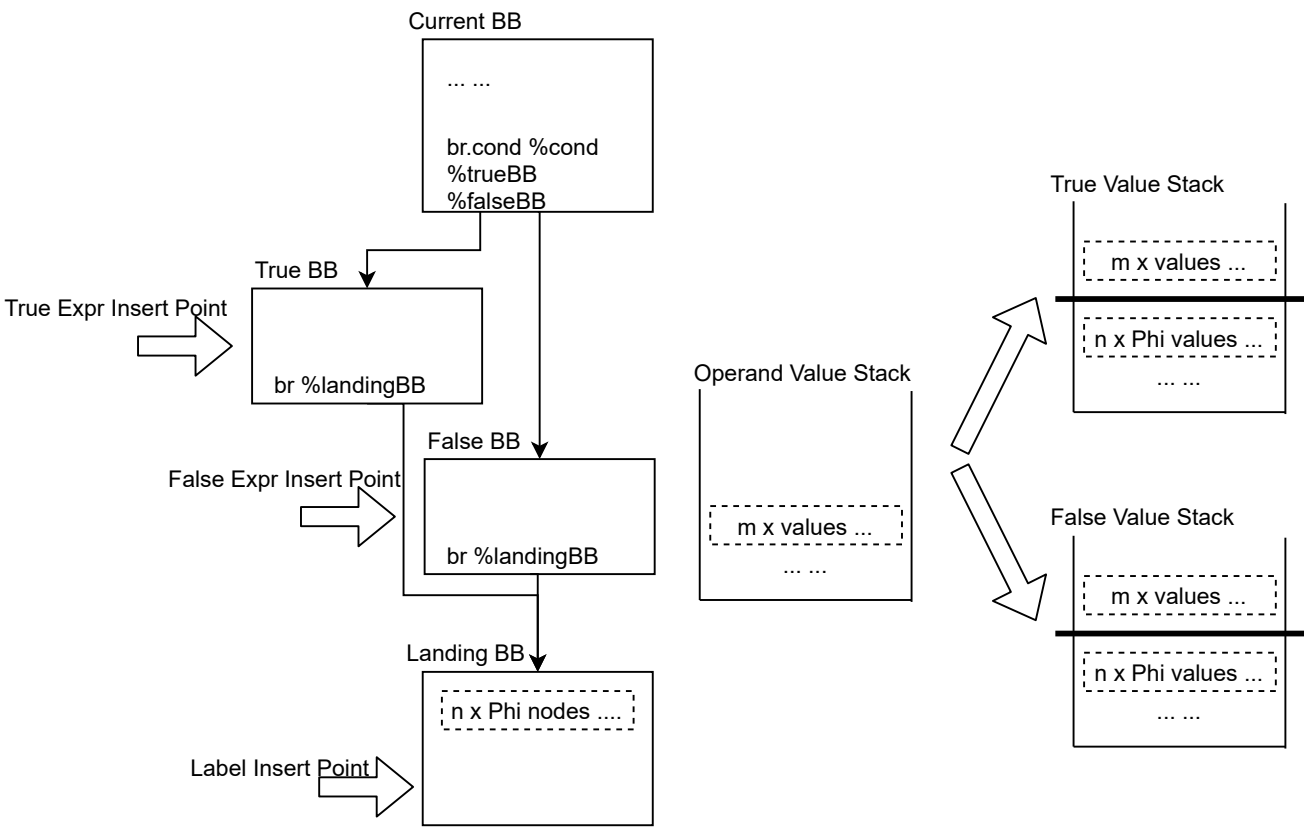 Current BB
... ...
br.cond %cond
%trueBB
%falseBB
True BB
True Expr Insert Point
br %landingBB
False BB
False Expr Insert Point
br %landingBB
Landing BB
n x Phi nodes ....
Label Insert Point
Operand Value Stack
m x values ...
... ...
True Value Stack
m x values ...
n x Phi values ...
... ...
False Value Stack
m x values ...
n x Phi values ...
... ...